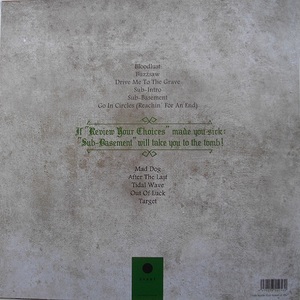 Bloodlust
Buzzsaw
Drive Me To The Grave
Sub-Intro
Sub-Basement
Go In Circles (Reachin' For An End)
If "Review Your Choices" made you sick:
"Sub-Basement" will take you to the tomb!
Mad Dog
After The Last
Tidal Wave
Out Of Luck
Target